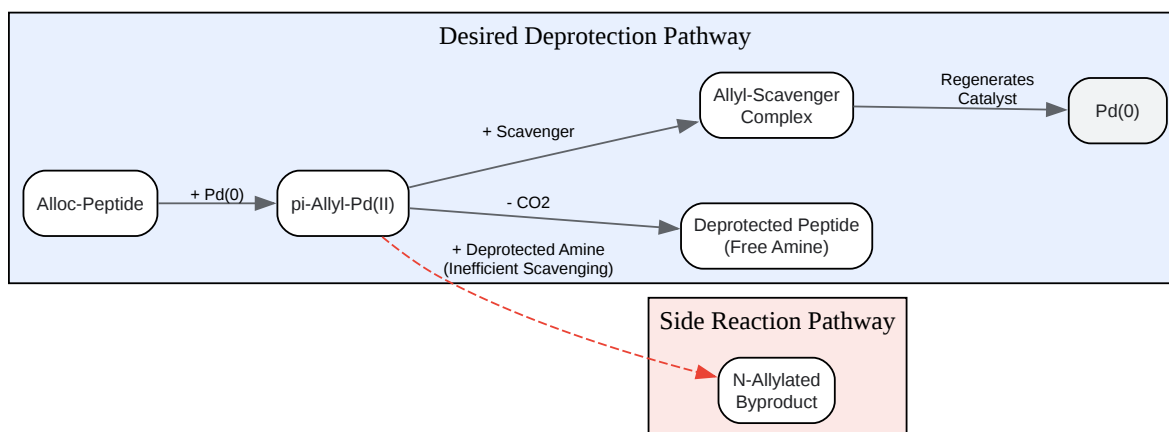 Desired Deprotection Pathway
Alloc-Peptide
+ Pd(0)
pi-Allyl-Pd(II)
+ Scavenger
Allyl-Scavenger
Complex
Regenerates
Catalyst
Pd(0)
- CO2
Deprotected Peptide
(Free Amine)
+ Deprotected Amine
(Inefficient Scavenging)
Side Reaction Pathway
N-Allylated
Byproduct